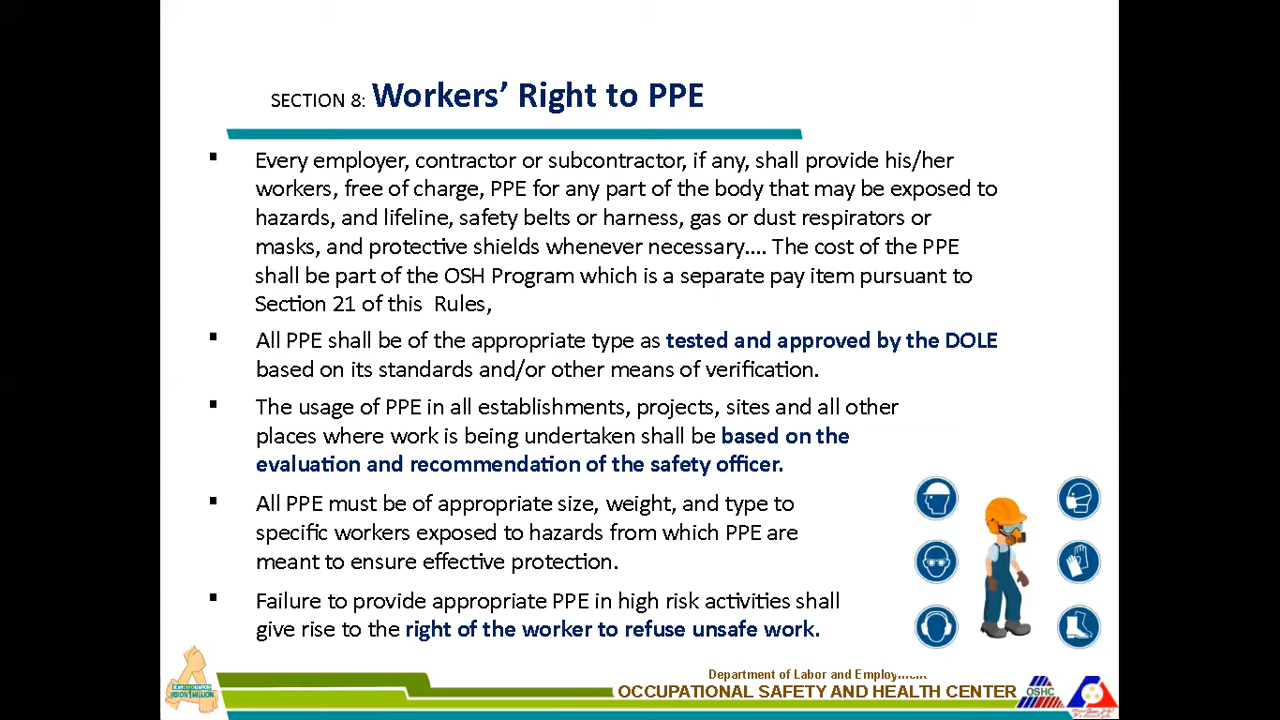 SECTION 8: Workers’ Right to PPE
▪ Every employer, contractor or subcontractor, if any, shall provide his/her
workers, free of charge, PPE for any part of the body that may be exposed to
hazards, and lifeline, safety belts or harness, gas or dust respirators or
masks, and protective shields whenever necessary.... The cost of the PPE
shall be part of the OSH Program which is a separate pay item pursuant to
Section 21 of this Rules,
▪ All PPE shall be of the appropriate type as tested and approved by the DOLE
based on its standards and/or other means of verification.
▪ The usage of PPE in all establishments, projects, sites and all other
places where work is being undertaken shall be based on the
evaluation and recommendation of the safety officer.
▪ All PPE must be of appropriate size, weight, and type to
specific workers exposed to hazards from which PPE are
meant to ensure effective protection.
▪ Failure to provide appropriate PPE in high risk activities shall
give rise to the right of the worker to refuse unsafe work.
Department of Labor and Employment
OCCUPATIONAL SAFETY AND HEALTH CENTER
OSHC
VISION 1 MILLION